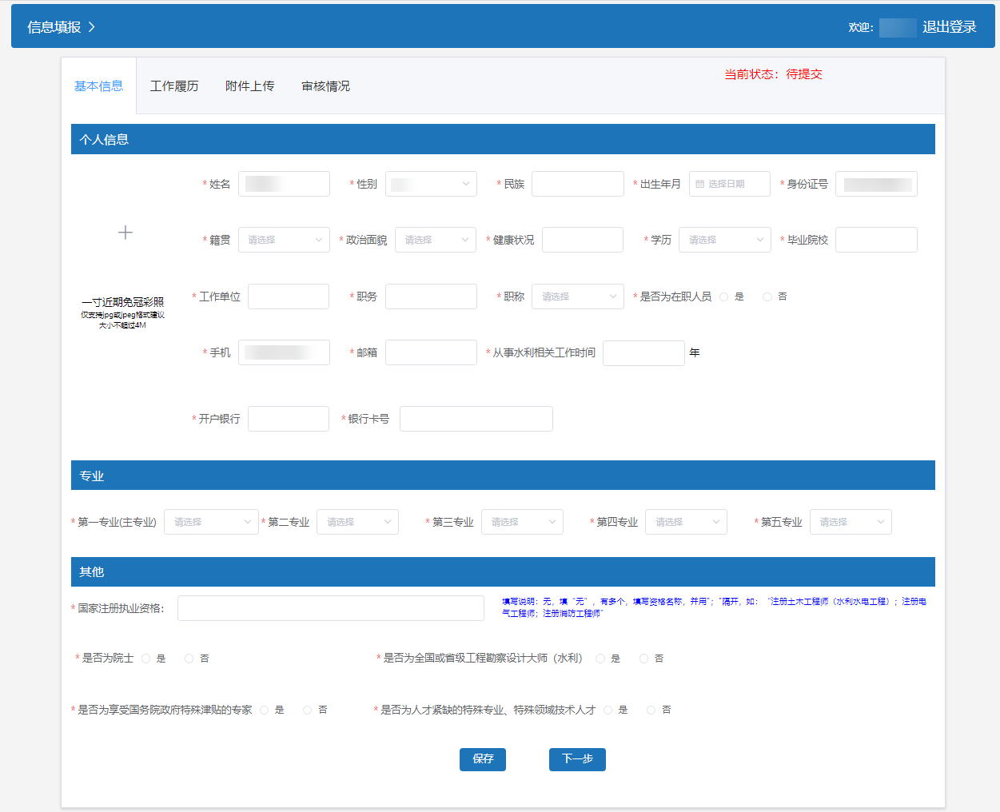 信息填报 >
欢迎: 退出登录
基本信息 工作履历 附件上传 审核情况
当前状态：待提交
个人信息
*姓名 *性别 *民族 *出生年月 选择日期 *身份证号
*籍贯 请选择 *政治面貌 请选择 *健康状况 *学历 请选择 *毕业院校
一寸近期免冠彩照
仅支持jpg或jpeg格式建议
大小不超过4M
*工作单位 *职务 *职称 请选择 *是否为在职人员 是 否
*手机 *邮箱 *从事水利相关工作时间 年
*开户银行 *银行卡号
专业
*第一专业(主专业) 请选择 *第二专业 请选择 *第三专业 请选择 *第四专业 请选择 *第五专业 请选择
其他
*国家注册执业资格：
填写说明：无，填“无”，有多个，填写资格名称，并用“；”隔开，如：“注册土木工程师（水利水电工程）；注册电
气工程师；注册消防工程师”
*是否为院士 是 否 *是否为全国或省级工程勘察设计大师（水利） 是 否
*是否为享受国务院政府特殊津贴的专家 是 否 *是否为人才紧缺的特殊专业、特殊领域技术人才 是 否
保存 下一步